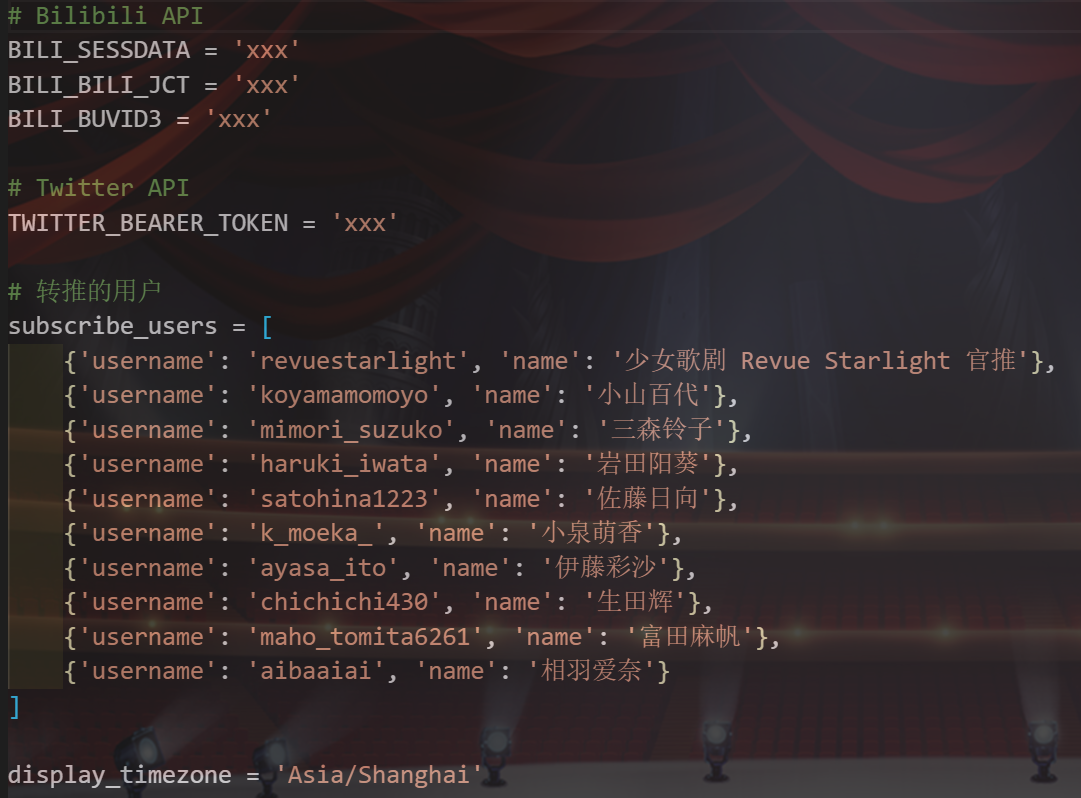 # Bilibili API
BILI_SESSDATA = 'xxx'
BILI_BILI_JCT = 'xxx'
BILI_BUVID3 = 'xxx'
# Twitter API
TWITTER_BEARER_TOKEN = 'xxx'
# 转推的用户
subscribe_users = [
{'username': 'revuestarlight', 'name': '少女歌剧 Revue Starlight 官推'},
{'username': 'koyamamomoyo', 'name': '小山百代'},
{'username': 'mimori_suzuko', 'name': '三森铃子'},
{'username': 'haruki_iwata', 'name': '岩田阳葵'},
{'username': 'satohina1223', 'name': '佐藤日向'},
{'username': 'k_moeka_', 'name': '小泉萌香'},
{'username': 'ayasa_ito', 'name': '伊藤彩沙'},
{'username': 'chichichi430', 'name': '生田辉'},
{'username': 'maho_tomita6261', 'name': '富田麻帆'},
{'username': 'aibaaiai', 'name': '相羽爱奈'}
]
display_timezone = 'Asia/Shanghai'